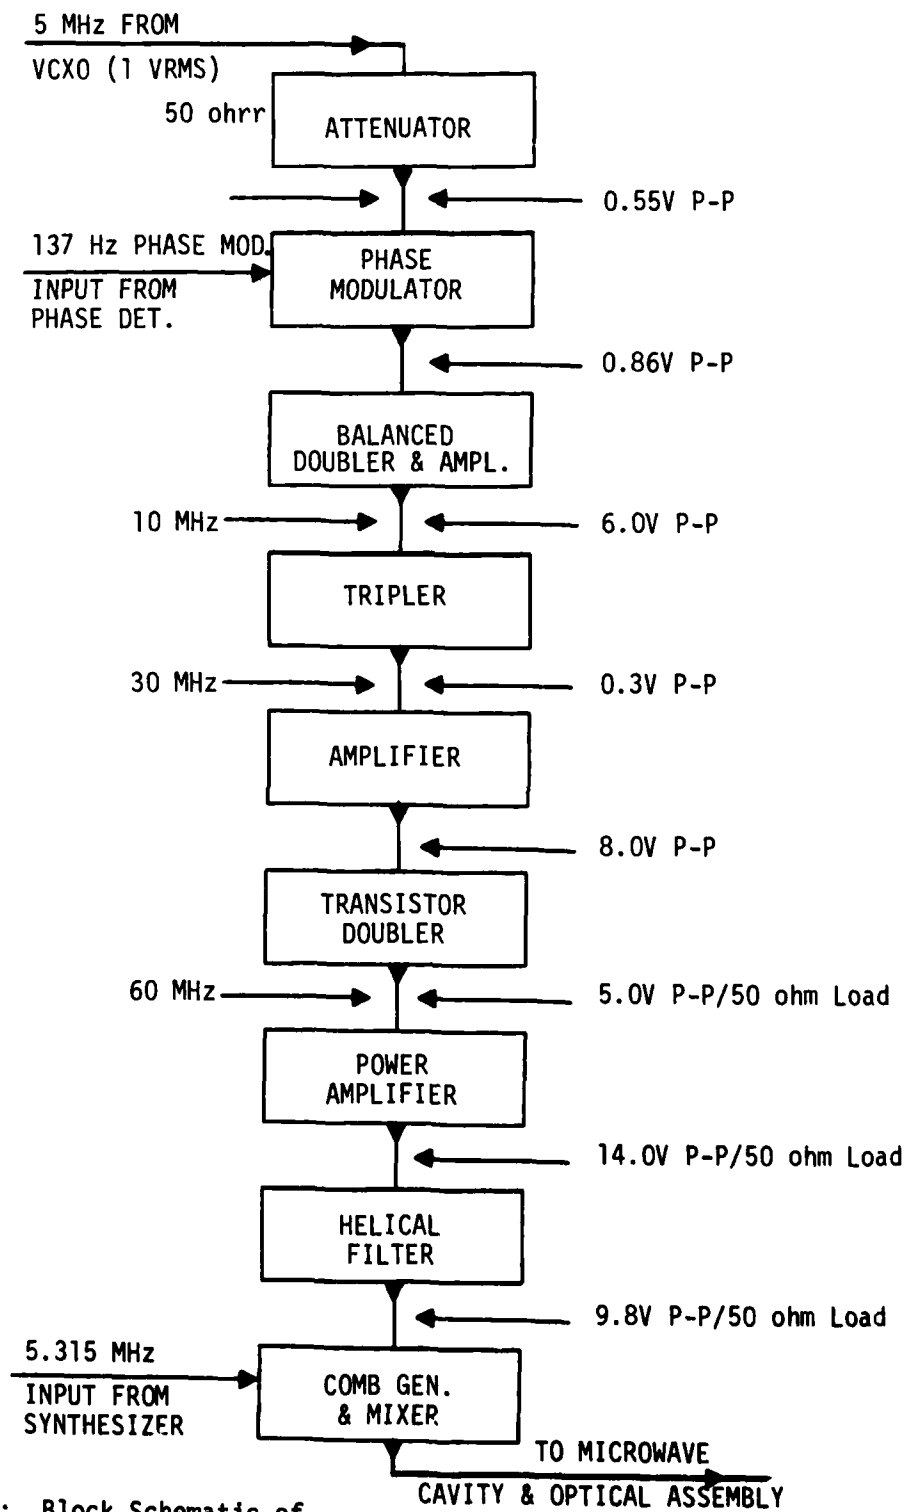 5 MHz FROM
VCXO (1 VRMS)
50 ohrr
ATTENUATOR
0.55V P-P
137 Hz PHASE MOD.
INPUT FROM
PHASE DET.
PHASE
MODULATOR
0.86V P-P
BALANCED
DOUBLER & AMPL.
10 MHz
6.0V P-P
TRIPLER
30 MHz
0.3V P-P
AMPLIFIER
8.0V P-P
TRANSISTOR
DOUBLER
60 MHz
5.0V P-P/50 ohm Load
POWER
AMPLIFIER
14.0V P-P/50 ohm Load
HELICAL
FILTER
9.8V P-P/50 ohm Load
5.315 MHz
INPUT FROM
SYNTHESIZER
COMB GEN.
& MIXER
TO MICROWAVE
CAVITY & OPTICAL ASSEMBLY
: Block Schematic of